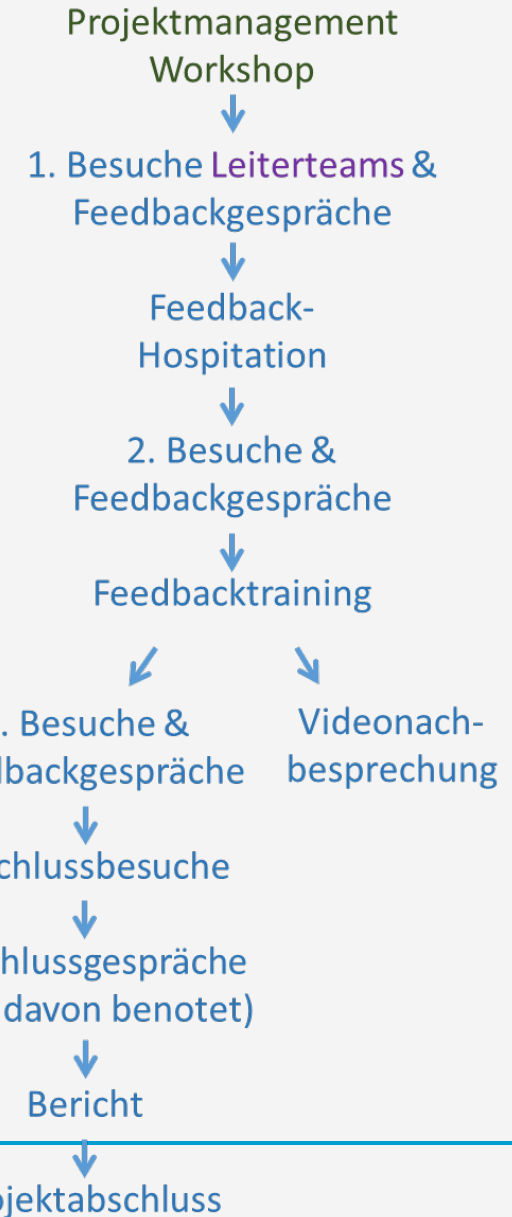 Projektmanagement
Workshop
1. Besuche Leiterteams &
Feedbackgespräche
Feedback-
Hospitation
2. Besuche &
Feedbackgespräche
Feedbacktraining
. Besuche &
dbackgespräche
Videonach-
besprechung
chlussbesuche
hlussgespräche
davon benotet)
Bericht
jektabschluss